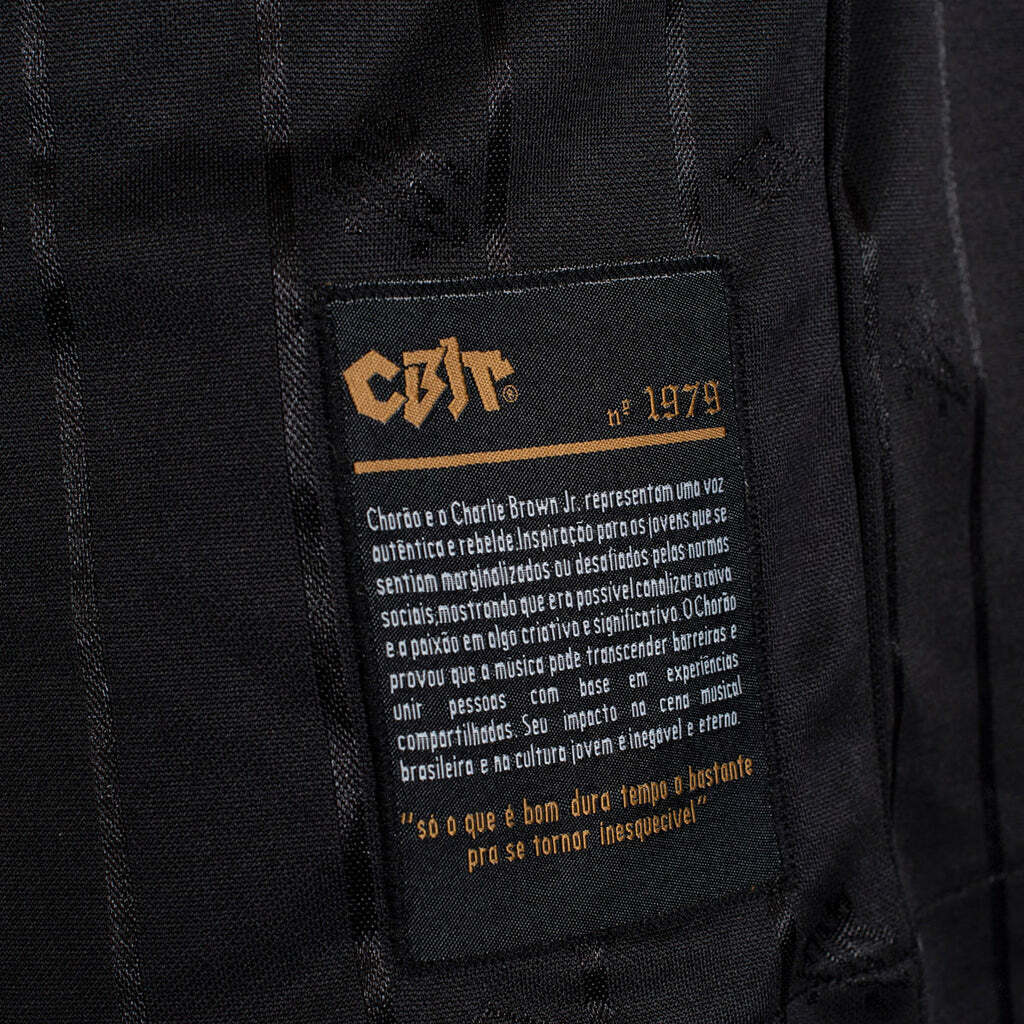 CBJr®
nº 1979
Chorão e o Charlie Brown Jr. representam uma voz
autêntica e rebelde.Inspiração para os jovens que se
sentiam marginalizados ou desafiados pelas normas
sociais,mostrando que era possível canalizar a raiva
e a paixão em algo criativo e significativo. O Chorão
provou que a música pode transcender barreiras e
unir pessoas com base em experiências
compartilhadas. Seu impacto na cena musical
brasileira e na cultura jovem e inegável e eterno.
"só o que é bom dura tempo o bastante
pra se tornar inesquecível"